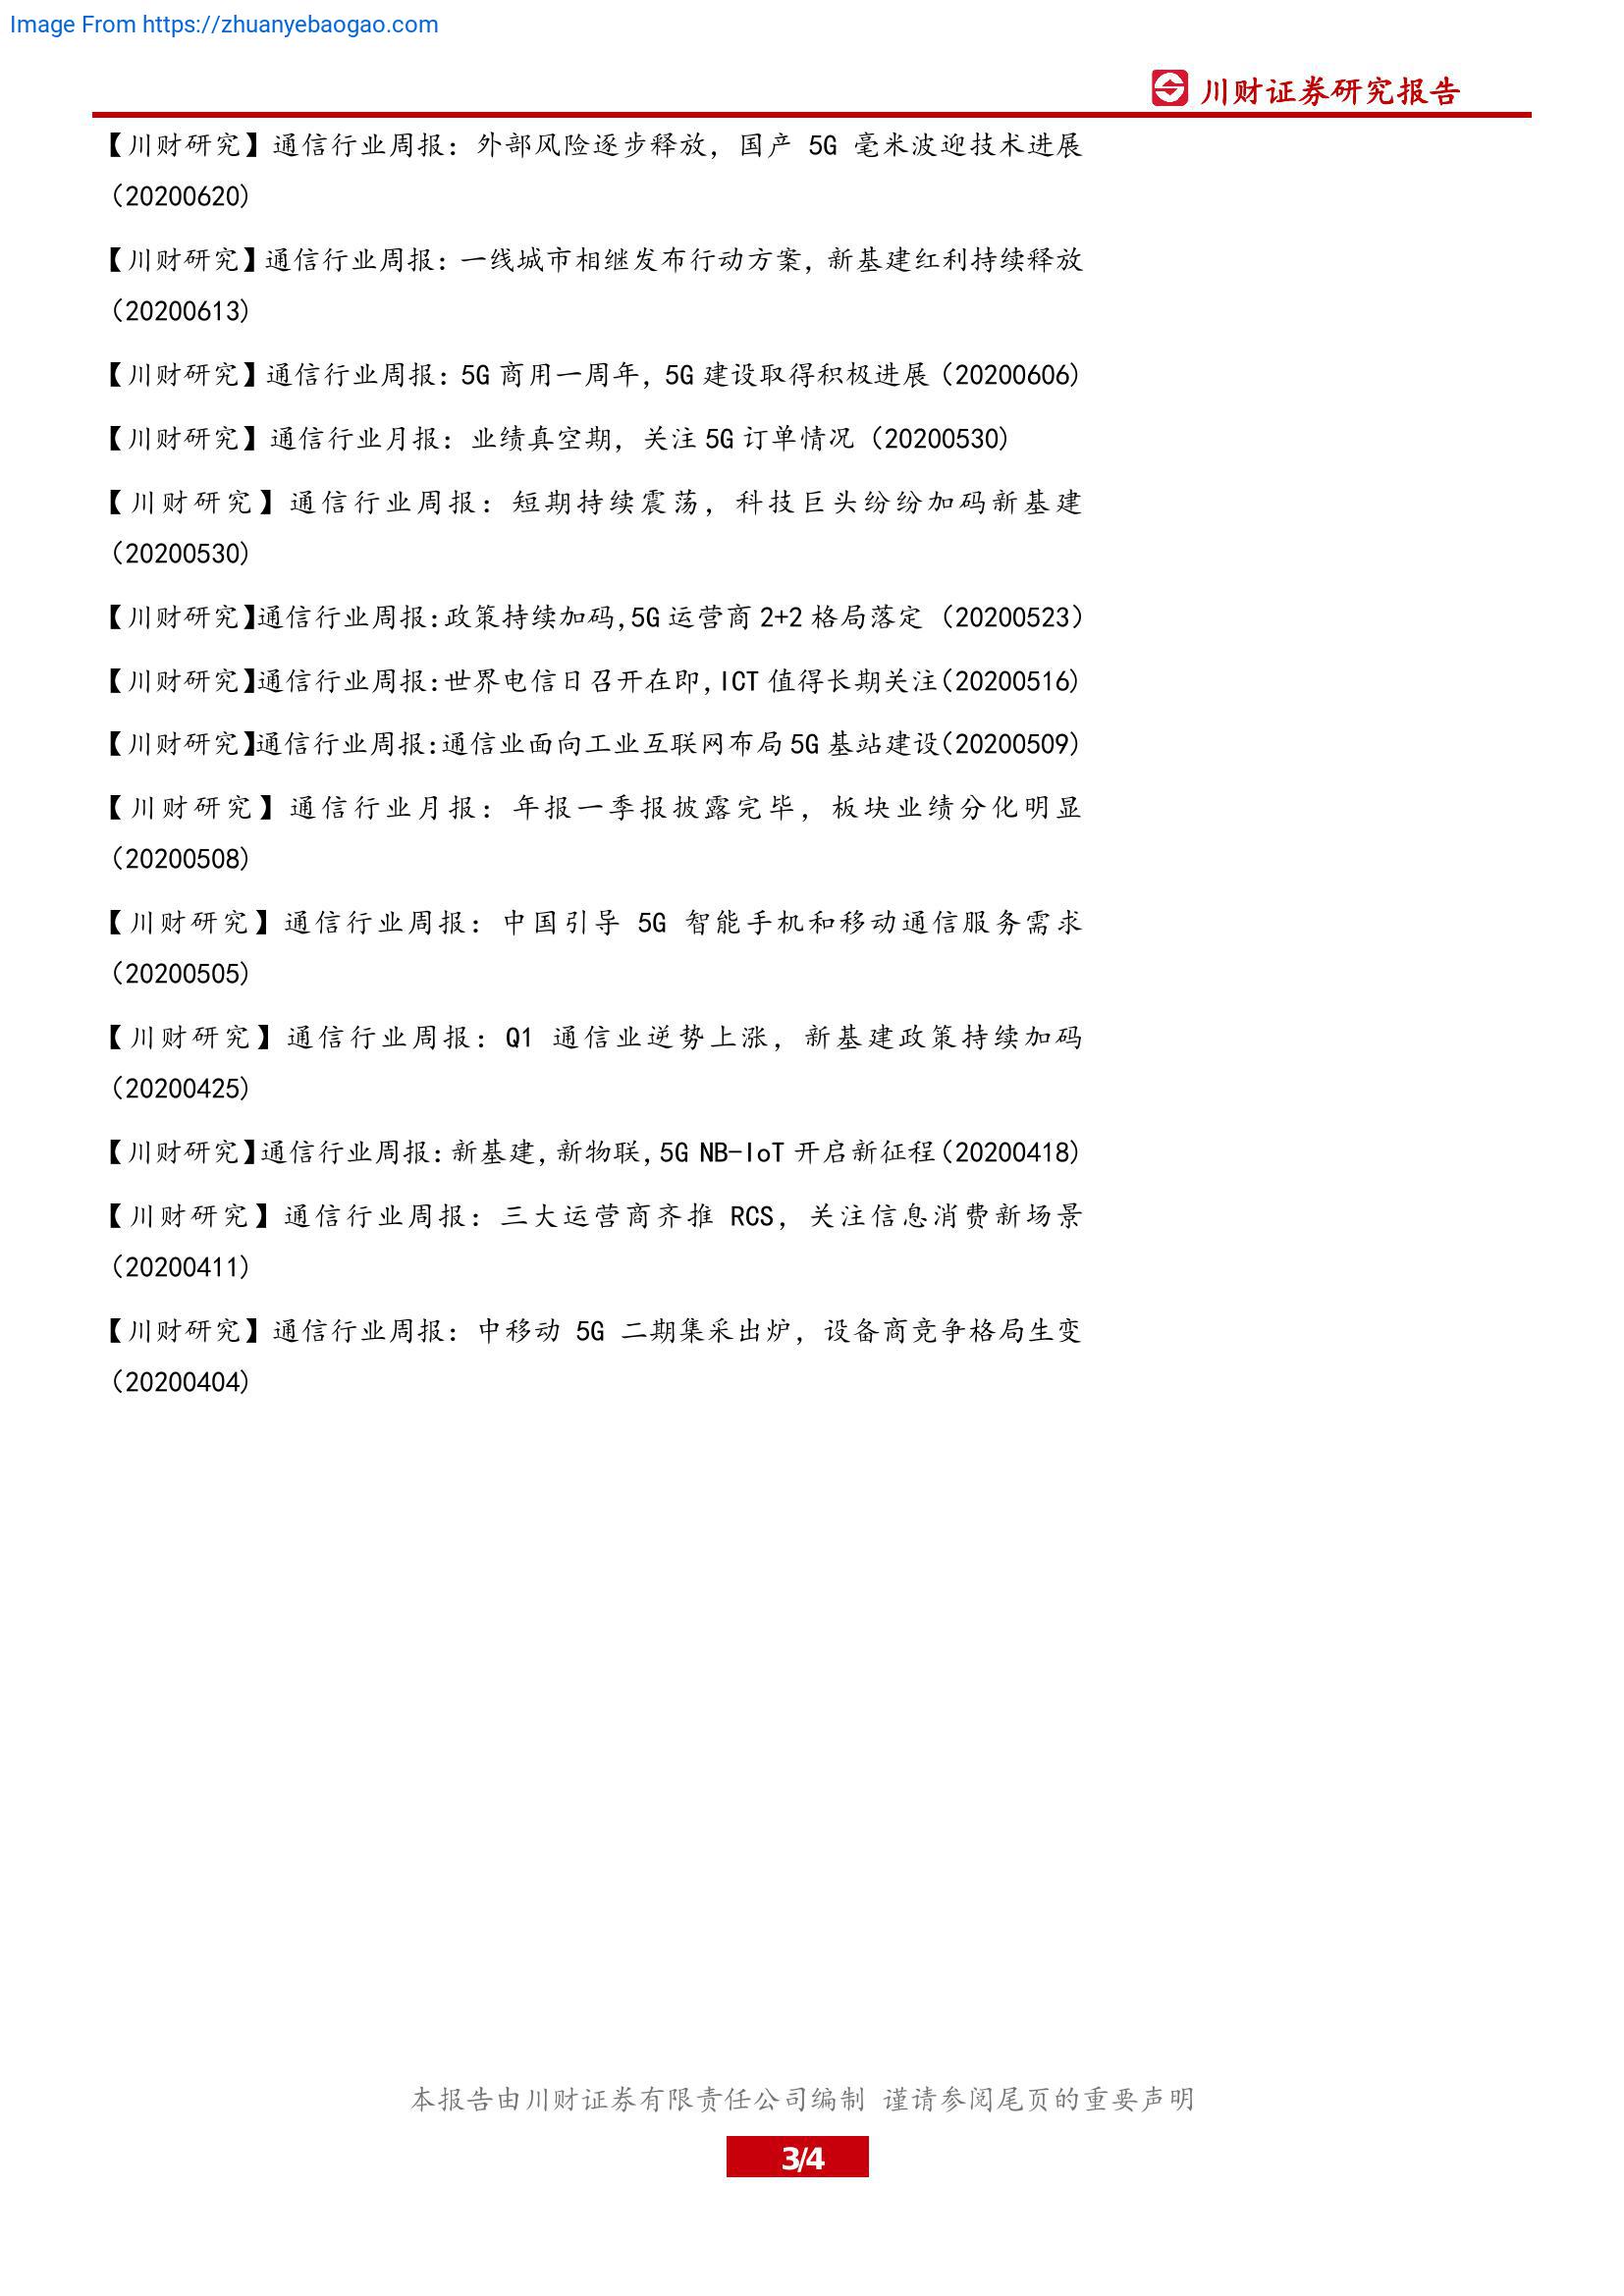 Image From https://zhuanyebaogao.com
川财证券研究报告
【川财研究】通信行业周报：外部风险逐步释放，国产 5G 毫米波迎技术进展
（20200620）
【川财研究】通信行业周报：一线城市相继发布行动方案，新基建红利持续释放
（20200613）
【川财研究】通信行业周报：5G 商用一周年，5G 建设取得积极进展（20200606）
【川财研究】通信行业月报：业绩真空期，关注 5G 订单情况（20200530）
【川财研究】通信行业周报：短期持续震荡，科技巨头纷纷加码新基建
（20200530）
【川财研究】通信行业周报：政策持续加码，5G 运营商 2+2 格局落定（20200523）
【川财研究】通信行业周报：世界电信日召开在即，ICT 值得长期关注（20200516）
【川财研究】通信行业周报：通信业面向工业互联网布局 5G 基站建设（20200509）
【川财研究】通信行业月报：年报一季报披露完毕，板块业绩分化明显
（20200508）
【川财研究】通信行业周报：中国引导 5G 智能手机和移动通信服务需求
（20200505）
【川财研究】通信行业周报：Q1 通信业逆势上涨，新基建政策持续加码
（20200425）
【川财研究】通信行业周报：新基建，新物联，5G NB-IoT 开启新征程（20200418）
【川财研究】通信行业周报：三大运营商齐推 RCS，关注信息消费新场景
（20200411）
【川财研究】通信行业周报：中移动 5G 二期集采出炉，设备商竞争格局生变
（20200404）
本报告由川财证券有限责任公司编制 谨请参阅尾页的重要声明
3/4